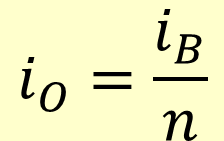 i_O = i_B / n